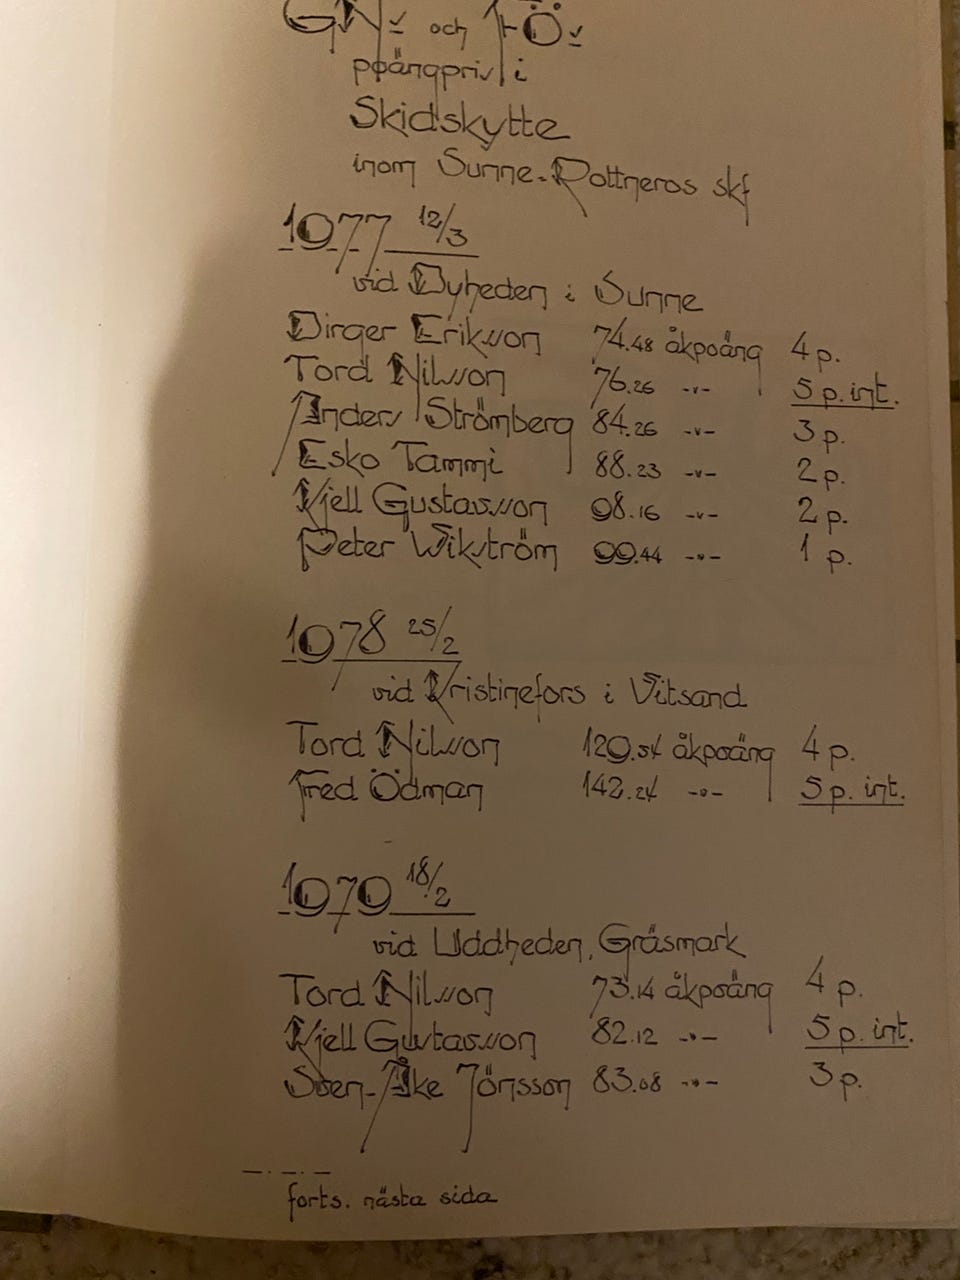 GN:s och FÖ:s
poängpris i
Skidskytte
inom Sunne-Rottneros skf
1977 12/3
vid Nyheden i Sunne
Birger Erikson 74.48 åkpoäng 4 p.
Tord Nilsson 76.26 -"- 5 p. int.
Anders Strömberg 84.26 -"- 3 p.
Esko Tammi 88.23 -"- 2 p.
Kjell Gustavsson 98.16 -"- 2 p.
Peter Wikström 99.44 -"- 1 p.
1978 25/2
vid Kristinefors i Vitsand
Tord Nilsson 129.54 åkpoäng 4 p.
Fred Ödman 142.24 -"- 5 p. int.
1979 18/2
vid Uddheden, Gräsmark
Tord Nilsson 73.14 åkpoäng 4 p.
Kjell Gustavsson 82.12 -"- 5 p. int.
Sven-Åke Jönsson 83.08 -"- 3 p.
forts. nästa sida